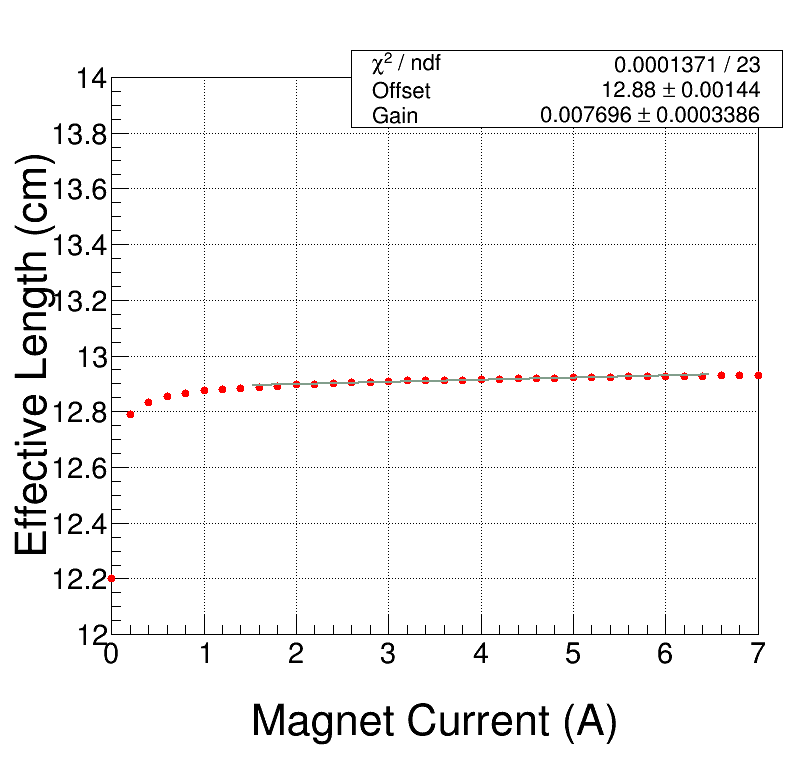 χ² / ndf 0.0001371 / 23
Offset 12.88 ± 0.00144
Gain 0.007696 ± 0.0003386
14
13.8
13.6
13.4
13.2
13
12.8
12.6
12.4
12.2
12
Effective Length (cm)
0 1 2 3 4 5 6 7
Magnet Current (A)